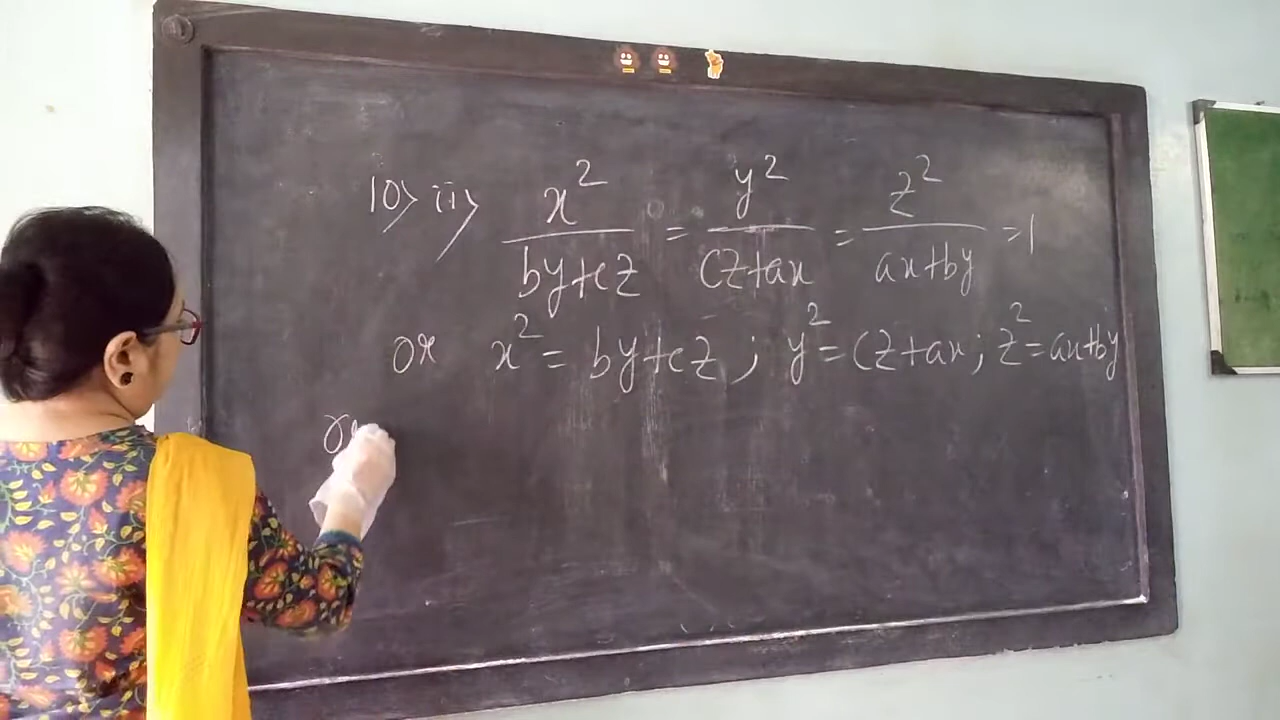 10> ii> x²/by+cz = y²/cz+ax = z²/ax+by = 1
or x² = by+cz ; y² = cz+ax ; z² = ax+by
or